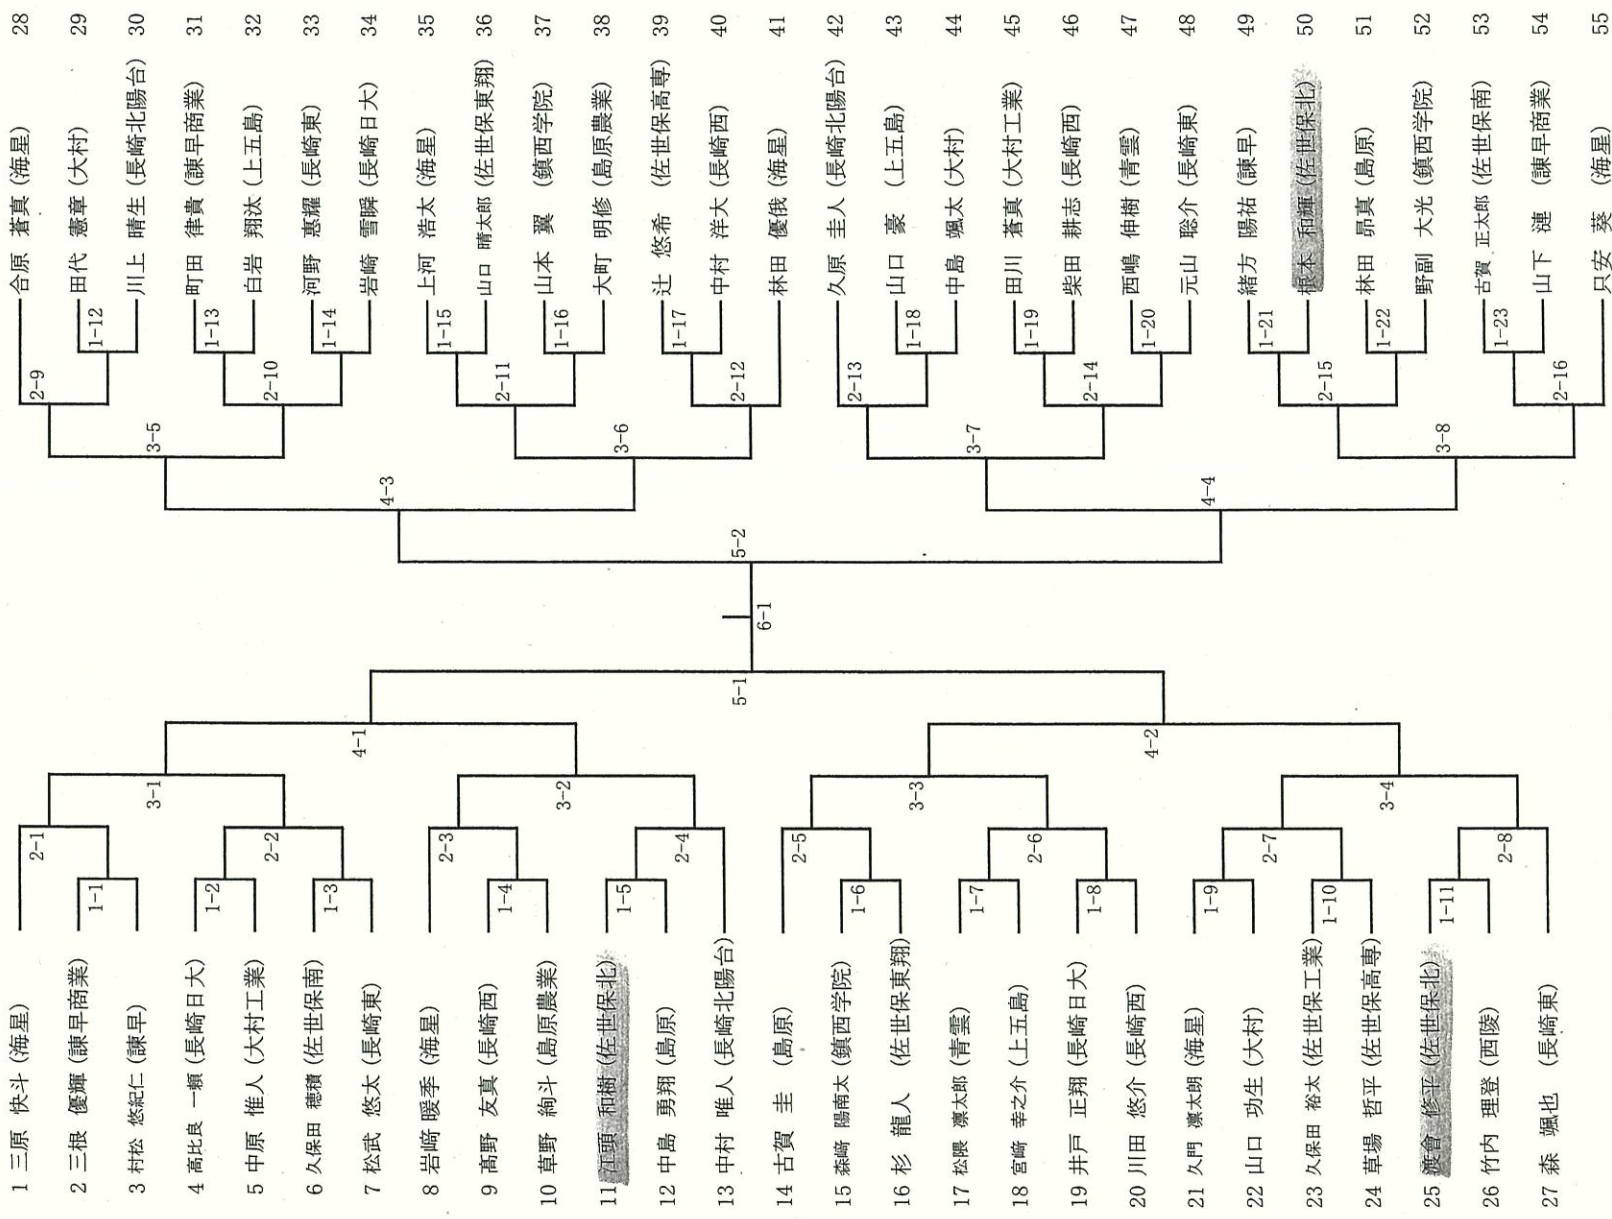 1 三原 快斗 (海星)
2 三根 優輝 (諫早商業)
3 村松 悠紀仁 (諫早)
4 高比良 一頼 (長崎日大)
5 中原 惟人 (大村工業)
6 久保田 穂積 (佐世保南)
7 松武 悠太 (長崎東)
8 岩﨑 暖季 (海星)
9 髙野 友真 (長崎西)
10 草野 絢斗 (島原農業)
11 江頭 和樹 (佐世保北)
12 中島 勇翔 (島原)
13 中村 唯人 (長崎北陽台)
14 古賀 圭 (島原)
15 森﨑 陽南太 (鎮西学院)
16 杉 龍人 (佐世保東翔)
17 松隈 凛太郎 (青雲)
18 宮﨑 幸之介 (上五島)
19 井戸 正翔 (長崎日大)
20 川田 悠介 (長崎西)
21 久門 凛太朗 (海星)
22 山口 功生 (大村)
23 久保田 裕太 (佐世保工業)
24 草場 哲平 (佐世保高専)
25 渡會 修平 (佐世保北)
26 竹内 理登 (西陵)
27 森 颯也 (長崎東)
1-1
1-2
1-3
1-4
1-5
1-6
1-7
1-8
1-9
1-10
1-11
2-1
2-2
2-3
2-4
2-5
2-6
2-7
2-8
3-1
3-2
3-3
3-4
4-1
4-2
5-1
6-1
5-2
4-3
4-4
3-5
3-6
3-7
3-8
2-9
2-10
2-11
2-12
2-13
2-14
2-15
2-16
1-12
1-13
1-14
1-15
1-16
1-17
1-18
1-19
1-20
1-21
1-22
1-23
合原 蒼真 (海星) 28
田代 憲章 (大村) 29
川上 晴生 (長崎北陽台) 30
町田 律貴 (諫早商業) 31
白岩 翔汰 (上五島) 32
河野 恵耀 (長崎東) 33
岩崎 雪瞬 (長崎日大) 34
上河 浩太 (海星) 35
山口 晴太郎 (佐世保東翔) 36
山本 翼 (鎮西学院) 37
大町 明修 (島原農業) 38
辻 悠希 (佐世保高専) 39
中村 洋大 (長崎西) 40
林田 優俄 (海星) 41
久原 圭人 (長崎北陽台) 42
山口 豪 (上五島) 43
中島 颯太 (大村) 44
田川 蒼真 (大村工業) 45
柴田 耕志 (長崎西) 46
西嶋 伸樹 (青雲) 47
元山 聡介 (長崎東) 48
緒方 陽祐 (諫早) 49
根本 和輝 (佐世保北) 50
林田 昴真 (島原) 51
野副 大光 (鎮西学院) 52
古賀 正太郎 (佐世保南) 53
山下 漣 (諫早商業) 54
只安 葵 (海星) 55